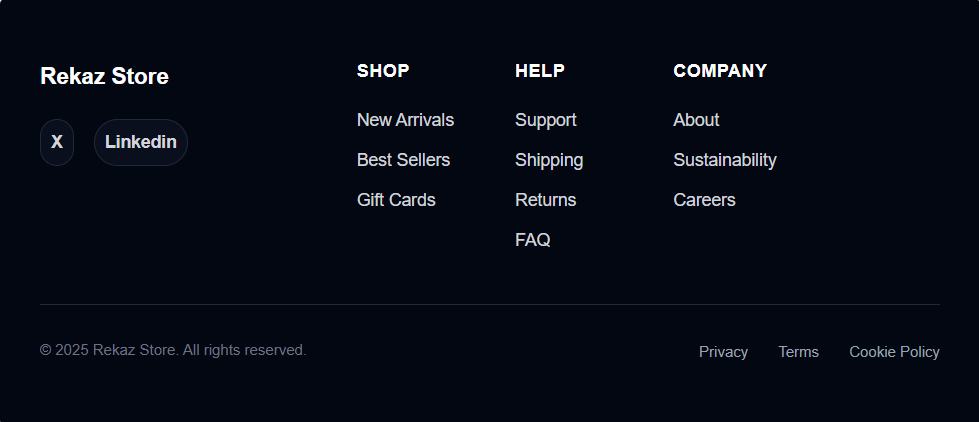 Rekaz Store
X
Linkedin
SHOP
New Arrivals
Best Sellers
Gift Cards
HELP
Support
Shipping
Returns
FAQ
COMPANY
About
Sustainability
Careers
© 2025 Rekaz Store. All rights reserved.
Privacy
Terms
Cookie Policy